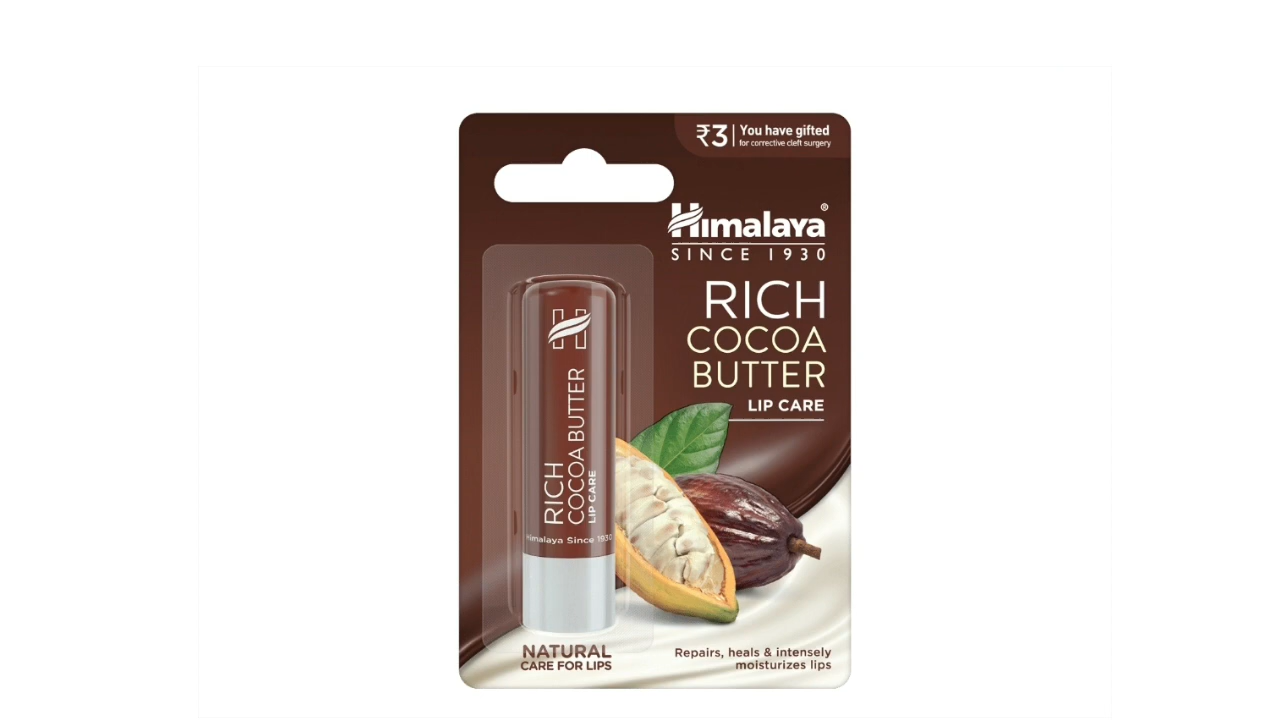 ₹3 You have gifted
for corrective cleft surgery
Himalaya®
SINCE 1930
RICH
COCOA
BUTTER
LIP CARE
RICH
COCOA BUTTER
LIP CARE
Himalaya Since 1930
NATURAL
CARE FOR LIPS
Repairs, heals & intensely
moisturizes lips